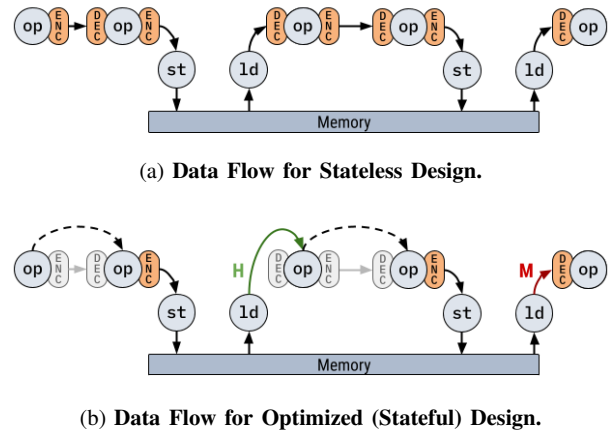 op ENC DEC op ENC DEC op ENC DEC op ENC DEC op
st ld st ld
Memory
(a) Data Flow for Stateless Design.
op ENC DEC op ENC H DEC op ENC DEC op ENC M DEC op
st ld st ld
Memory
(b) Data Flow for Optimized (Stateful) Design.